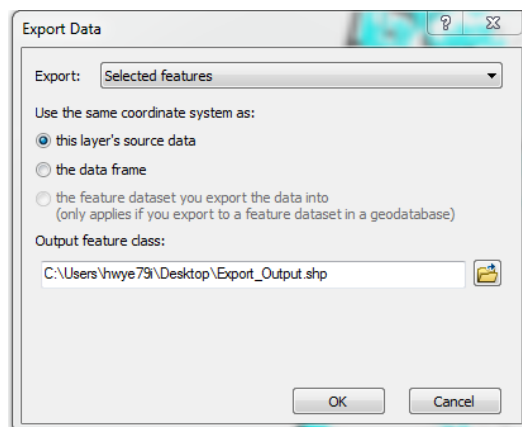 Export Data
Export: Selected features
Use the same coordinate system as:
this layer's source data
the data frame
the feature dataset you export the data into
(only applies if you export to a feature dataset in a geodatabase)
Output feature class:
C:\Users\hwye79i\Desktop\Export_Output.shp
OK Cancel